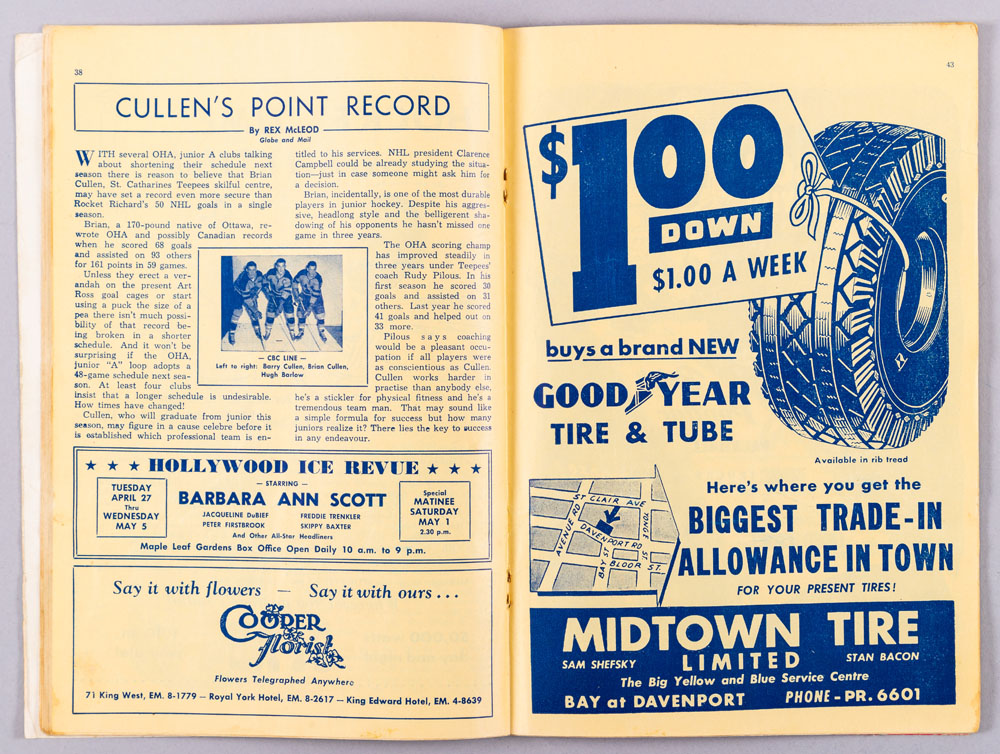 38
CULLEN'S POINT RECORD
By REX McLEOD
Globe and Mail
WITH several OHA, junior A clubs talking
about shortening their schedule next
season there is reason to believe that Brian
Cullen, St. Catharines Teepees skilful centre,
may have set a record even more secure than
Rocket Richard's 50 NHL goals in a single
season.
Brian, a 170-pound native of Ottawa, re-
wrote OHA and possibly Canadian records
when he scored 68 goals
and assisted on 93 others
for 161 points in 59 games.
Unless they erect a ver-
andah on the present Art
Ross goal cages or start
using a puck the size of a
pea there isn't much possi-
bility of that record be-
ing broken in a shorter
schedule. And it won't be
surprising if the OHA,
junior "A" loop adopts a
48-game schedule next sea-
son. At least four clubs
insist that a longer schedule is undesirable.
How times have changed!
Cullen, who will graduate from junior this
season, may figure in a cause celebre before it
is established which professional team is en-
titled to his services. NHL president Clarence
Campbell could be already studying the situa-
tion—just in case someone might ask him for
a decision.
Brian, incidentally, is one of the most durable
players in junior hockey. Despite his aggres-
sive, headlong style and the belligerent sha-
dowing of his opponents he hasn't missed one
game in three years.
The OHA scoring champ
has improved steadily in
three years under Teepees'
coach Rudy Pilous. In his
first season he scored 30
goals and assisted on 31
others. Last year he scored
41 goals and helped out on
33 more.
Pilous says coaching
would be a pleasant occu-
pation if all players were
as conscientious as Cullen.
Cullen works harder in
practise than anybody else,
he's a stickler for physical fitness and he's a
tremendous team man. That may sound like
a simple formula for success but how many
juniors realize it? There lies the key to success
in any endeavour.
— CBC LINE —
Left to right: Barry Cullen, Brian Cullen,
Hugh Barlow
★ ★ ★ HOLLYWOOD ICE REVUE ★ ★ ★
— STARRING —
TUESDAY
APRIL 27
Thru
WEDNESDAY
MAY 5
BARBARA ANN SCOTT
JACQUELINE DuBIEF FREDDIE TRENKLER
PETER FIRSTBROOK SKIPPY BAXTER
And Other All-Star Headliners
Special
MATINEE
SATURDAY
MAY 1
2.30 p.m.
Maple Leaf Gardens Box Office Open Daily 10 a.m. to 9 p.m.
Say it with flowers — Say it with ours . . .
COOPER
Florist
Flowers Telegraphed Anywhere
71 King West, EM. 8-1779 — Royal York Hotel, EM. 8-2617 — King Edward Hotel, EM. 4-8639
43
$1.00
DOWN
$1.00 A WEEK
buys a brand NEW
GOOD YEAR
TIRE & TUBE
Available in rib tread
ST CLAIR AVE
AVENUE RD
DAVENPORT RD
YONGE ST
BAY ST
BLOOR ST.
Here's where you get the
BIGGEST TRADE-IN
ALLOWANCE IN TOWN
FOR YOUR PRESENT TIRES!
MIDTOWN TIRE
SAM SHEFSKY LIMITED STAN BACON
The Big Yellow and Blue Service Centre
BAY at DAVENPORT PHONE - PR. 6601